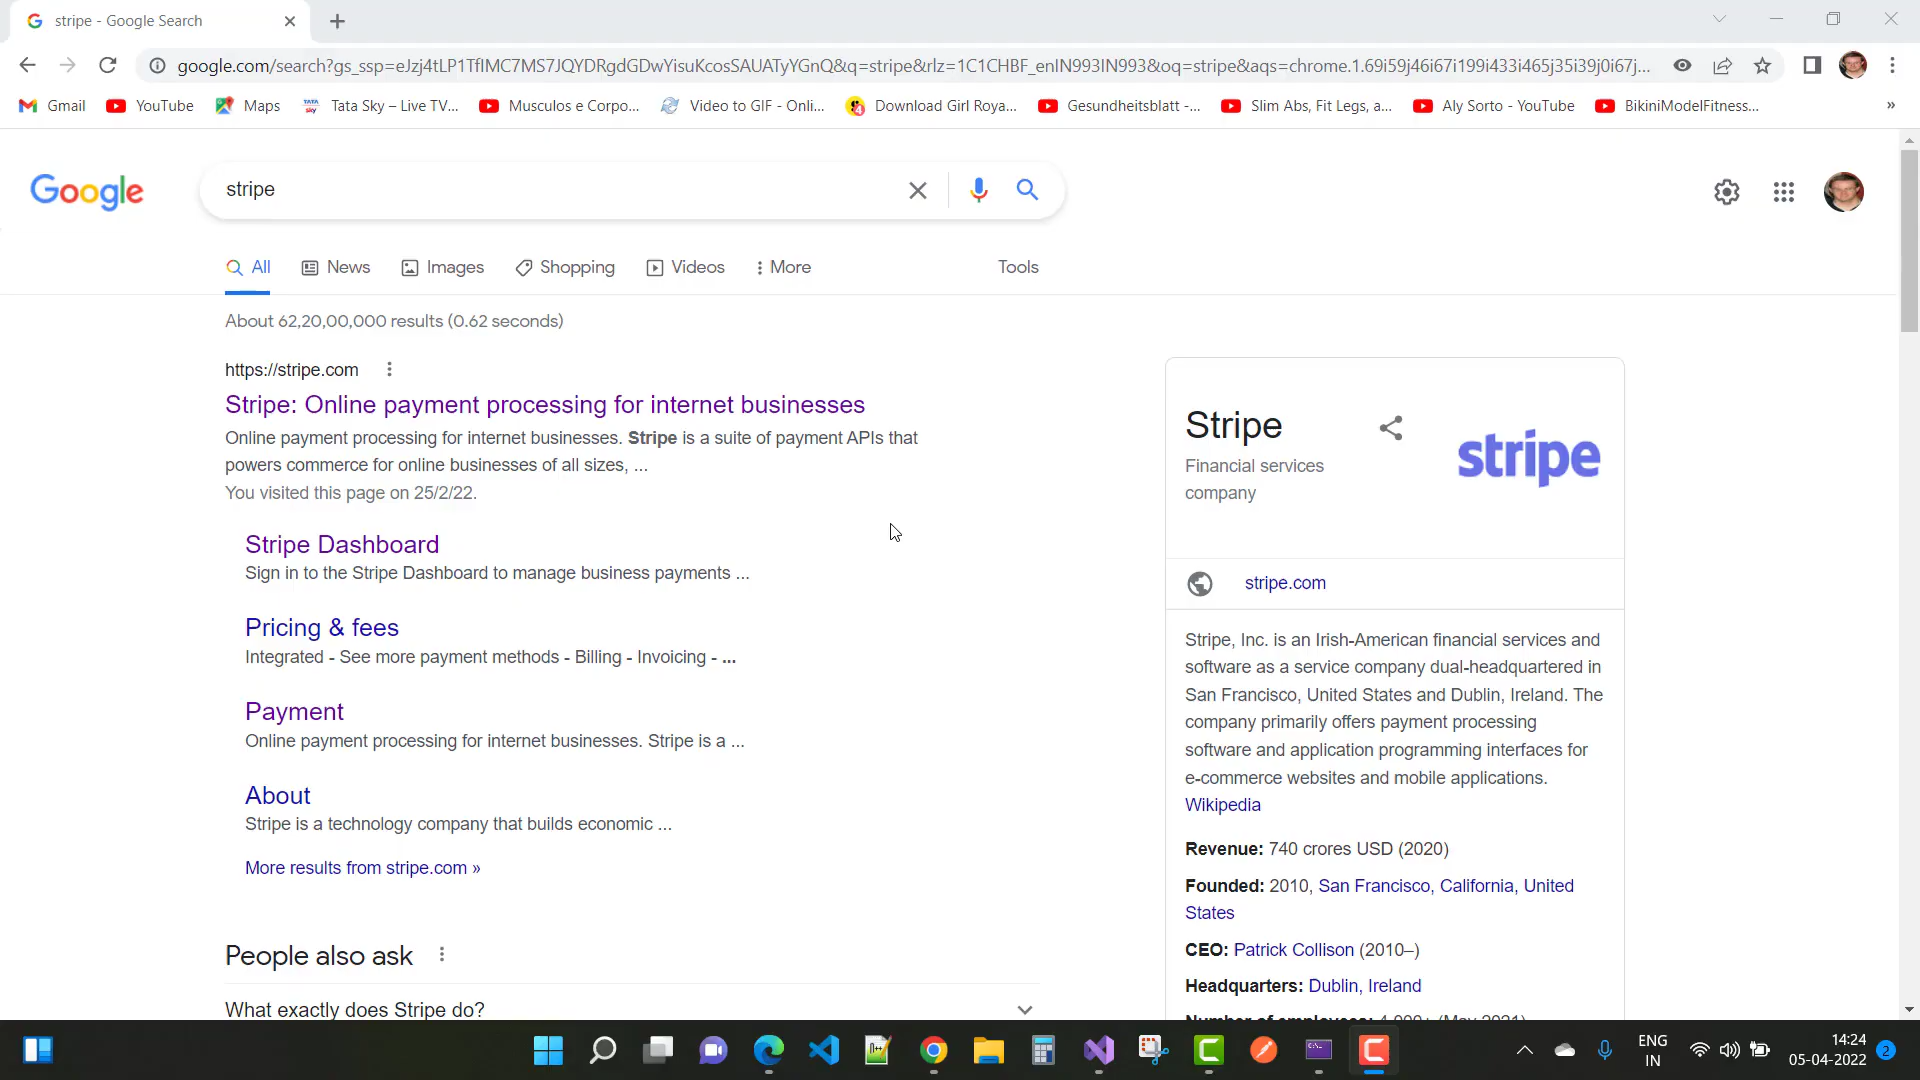 stripe - Google Search
google.com/search?gs_ssp=eJzj4tLP1TfIMC7MS7JQYDRgdGDwYisuKcosSAUATyYGnQ&q=stripe&rlz=1C1CHBF_enIN993IN993&oq=stripe&aqs=chrome.1.69i59j46i67i199i433i465j35i39j0i67j...
Gmail YouTube Maps Tata Sky – Live TV... Musculos e Corpo... Video to GIF - Onli... Download Girl Roya... Gesundheitsblatt -... Slim Abs, Fit Legs, a... Aly Sorto - YouTube BikiniModelFitness... »
Google
stripe
All News Images Shopping Videos More Tools
About 62,20,00,000 results (0.62 seconds)
https://stripe.com
Stripe: Online payment processing for internet businesses
Online payment processing for internet businesses. Stripe is a suite of payment APIs that
powers commerce for online businesses of all sizes, ...
You visited this page on 25/2/22.
Stripe Dashboard
Sign in to the Stripe Dashboard to manage business payments ...
Pricing & fees
Integrated - See more payment methods - Billing - Invoicing - ...
Payment
Online payment processing for internet businesses. Stripe is a ...
About
Stripe is a technology company that builds economic ...
More results from stripe.com »
People also ask
What exactly does Stripe do?
Stripe
Financial services
company
stripe
stripe.com
Stripe, Inc. is an Irish-American financial services and
software as a service company dual-headquartered in
San Francisco, United States and Dublin, Ireland. The
company primarily offers payment processing
software and application programming interfaces for
e-commerce websites and mobile applications.
Wikipedia
Revenue: 740 crores USD (2020)
Founded: 2010, San Francisco, California, United
States
CEO: Patrick Collison (2010–)
Headquarters: Dublin, Ireland
Number of employees: 4,000+ (May 2021)
ENG
IN
14:24
05-04-2022
2